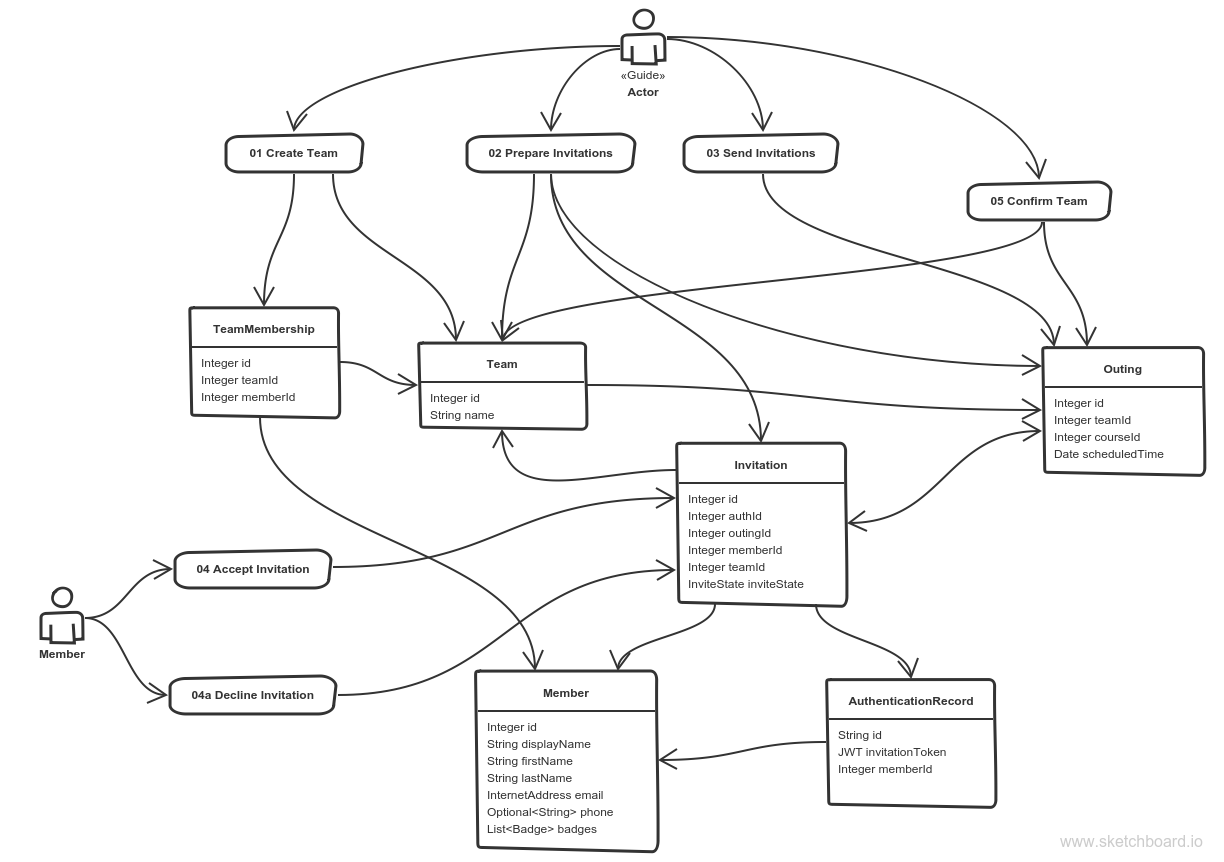 «Guide»
Actor
01 Create Team
02 Prepare Invitations
03 Send Invitations
05 Confirm Team
TeamMembership
Integer id
Integer teamId
Integer memberId
Team
Integer id
String name
Outing
Integer id
Integer teamId
Integer courseId
Date scheduledTime
Invitation
Integer id
Integer authId
Integer outingId
Integer memberId
Integer teamId
InviteState inviteState
04 Accept Invitation
Member
04a Decline Invitation
Member
Integer id
String displayName
String firstName
String lastName
InternetAddress email
Optional<String> phone
List<Badge> badges
AuthenticationRecord
String id
JWT invitationToken
Integer memberId
www.sketchboard.io